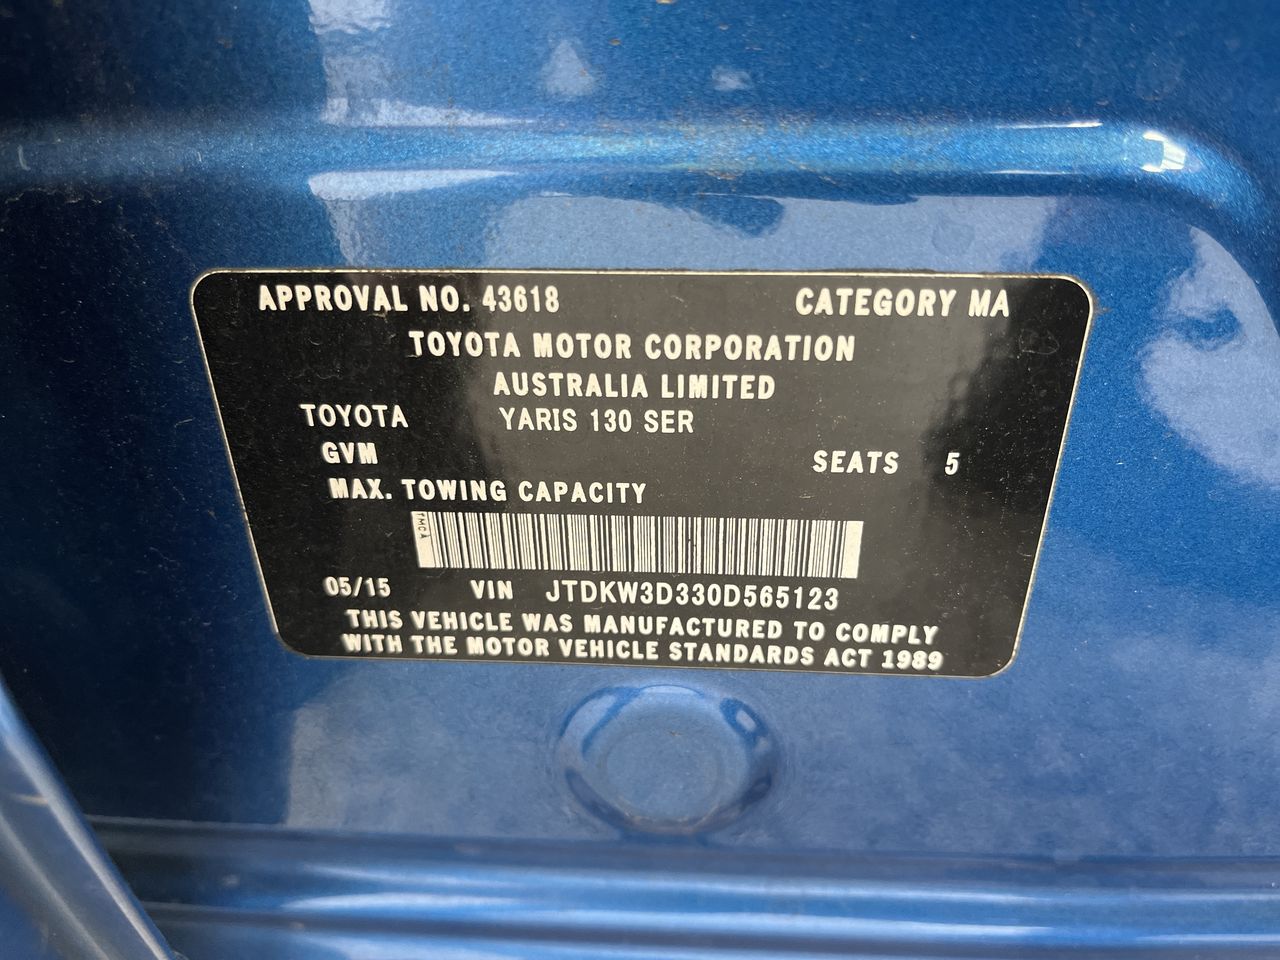 APPROVAL NO. 43618 CATEGORY MA
TOYOTA MOTOR CORPORATION
AUSTRALIA LIMITED
TOYOTA YARIS 130 SER
GVM SEATS 5
MAX. TOWING CAPACITY
TMCA
05/15 VIN JTDKW3D330D565123
THIS VEHICLE WAS MANUFACTURED TO COMPLY
WITH THE MOTOR VEHICLE STANDARDS ACT 1989